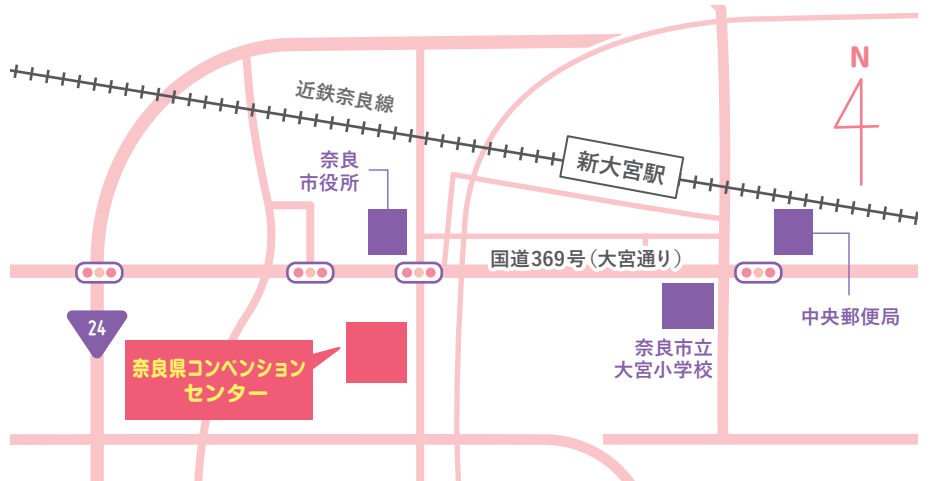 N
近鉄奈良線
新大宮駅
奈良
市役所
国道369号(大宮通り)
中央郵便局
24
奈良市立
大宮小学校
奈良県コンベンション
センター